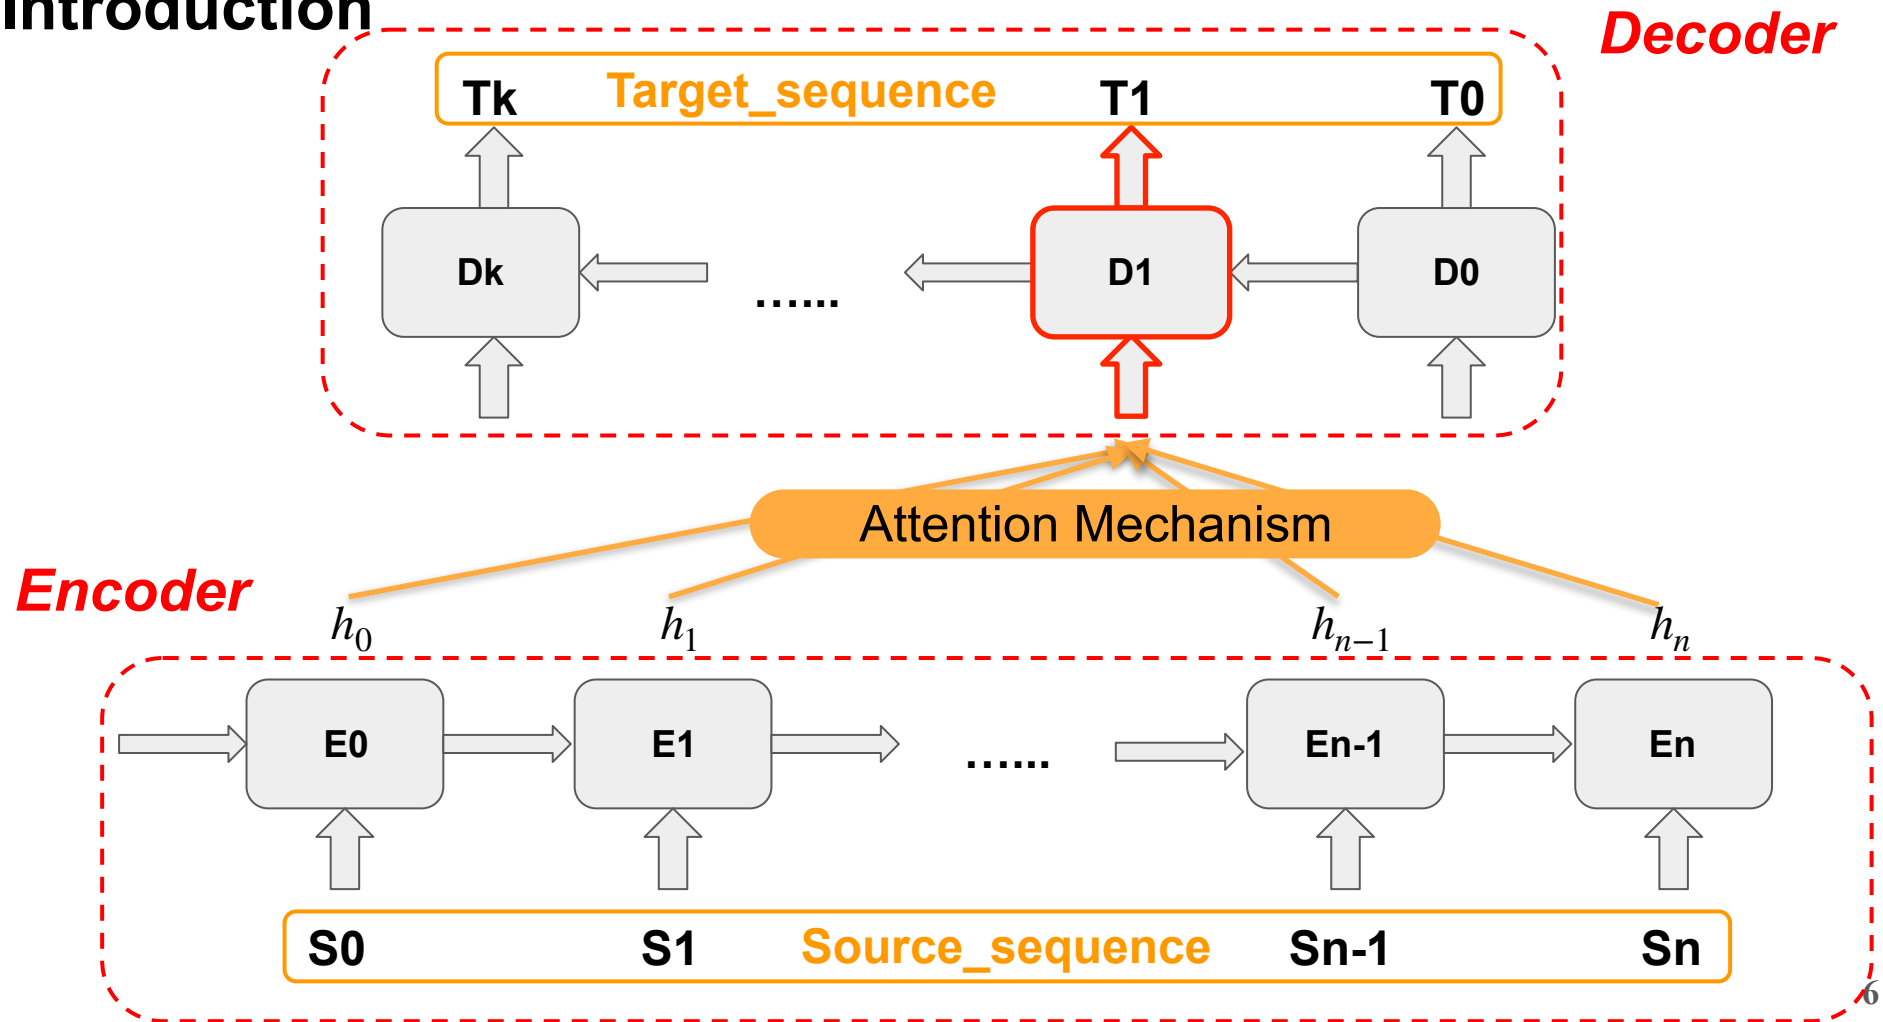 Introduction
Decoder
Tk Target_sequence T1 T0
Dk …... D1 D0
Attention Mechanism
Encoder
h0 h1 hn−1 hn
E0 E1 …... En-1 En
S0 S1 Source_sequence Sn-1 Sn
6